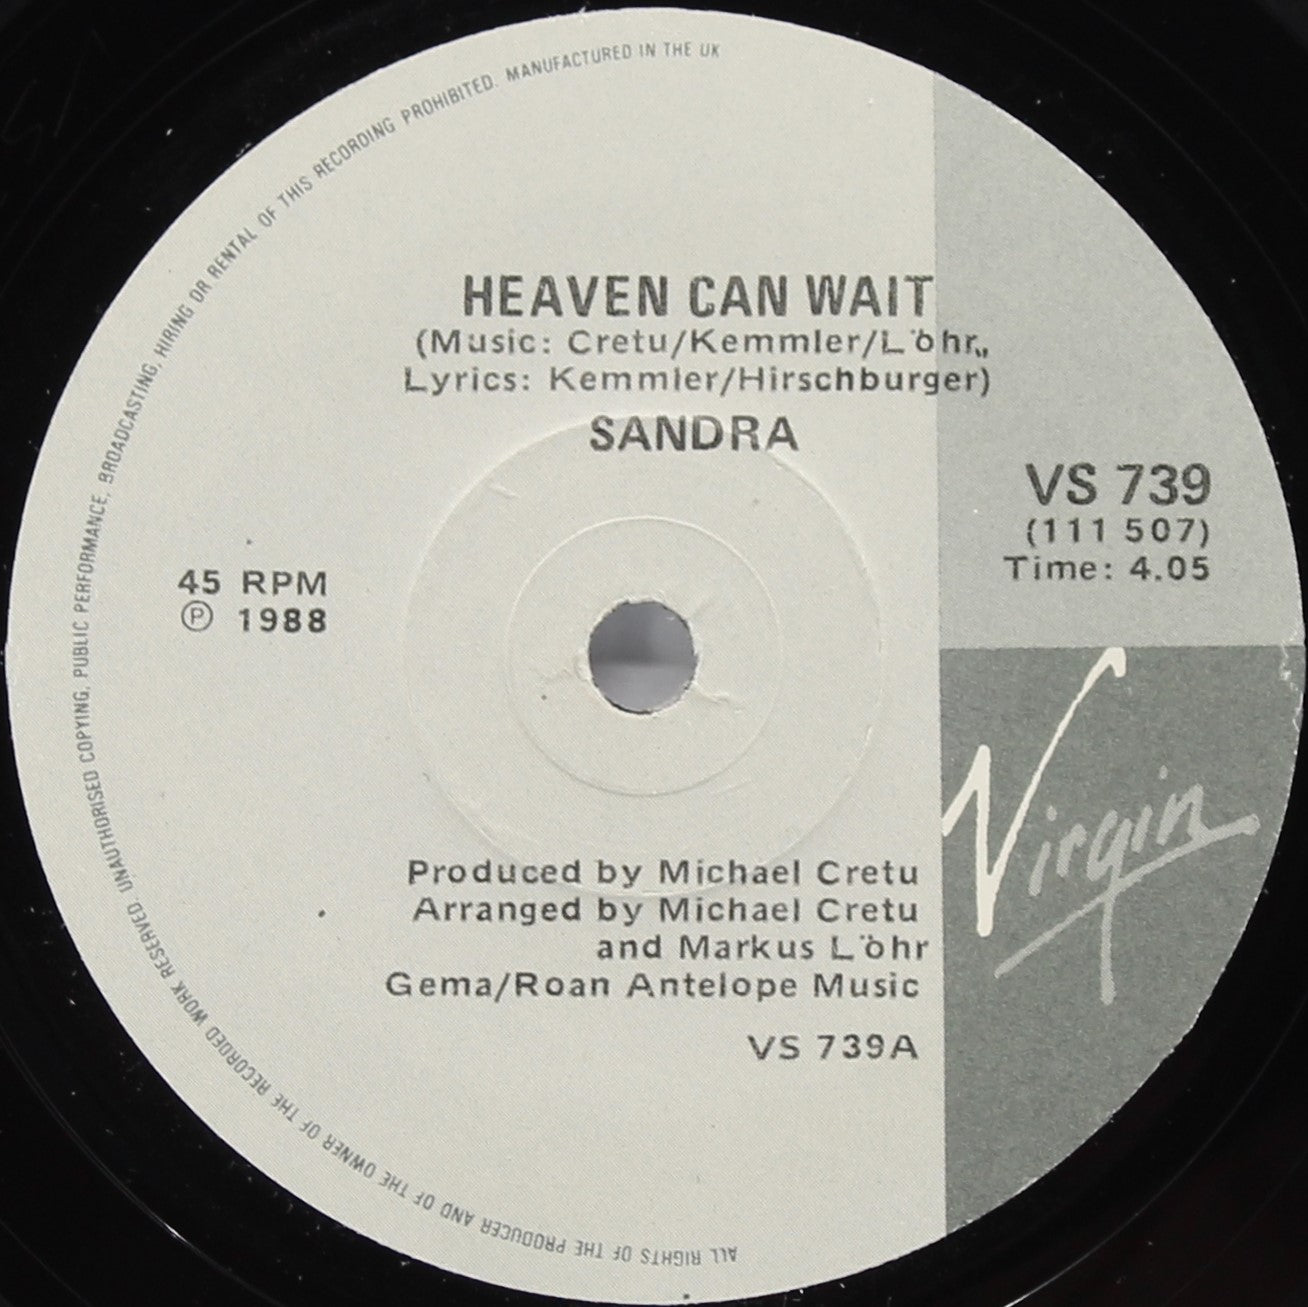 ALL RIGHTS OF THE PRODUCER AND OF THE OWNER OF THE RECORDED WORK RESERVED. UNAUTHORISED COPYING, PUBLIC PERFORMANCE, BROADCASTING, HIRING OR RENTAL OF THIS RECORDING PROHIBITED. MANUFACTURED IN THE UK
HEAVEN CAN WAIT
(Music: Cretu/Kemmler/Löhr,,
Lyrics: Kemmler/Hirschburger)
SANDRA
VS 739
(111 507)
Time: 4.05
45 RPM
℗ 1988
Virgin
Produced by Michael Cretu
Arranged by Michael Cretu
and Markus Löhr
Gema/Roan Antelope Music
VS 739A